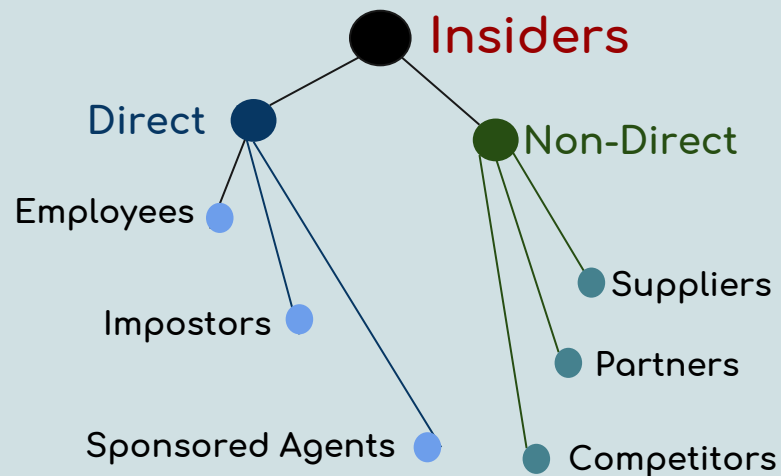 Insiders
Direct
Non-Direct
Employees
Suppliers
Impostors
Partners
Sponsored Agents
Competitors